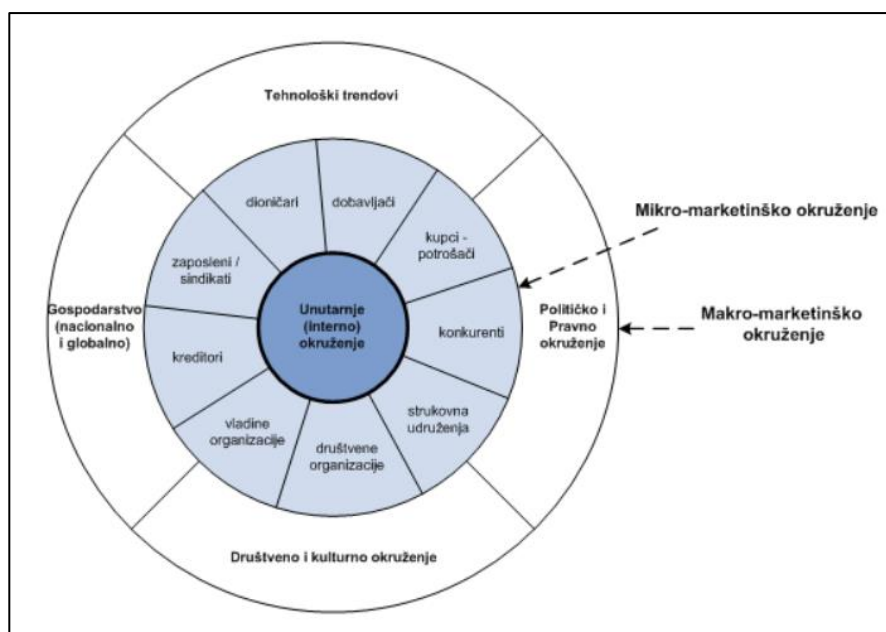 Tehnološki trendovi
dioničari
dobavljači
kupci -
potrošači
Mikro-marketinško okruženje
zaposleni /
sindikati
Gospodarstvo
(nacionalno
i globalno)
Unutarnje
(interno)
okruženje
konkurenti
Političko i
Pravno
okruženje
Makro-marketinško
okruženje
kreditori
strukovna
udruženja
vladine
organizacije
društvene
organizacije
Društveno i kulturno okruženje